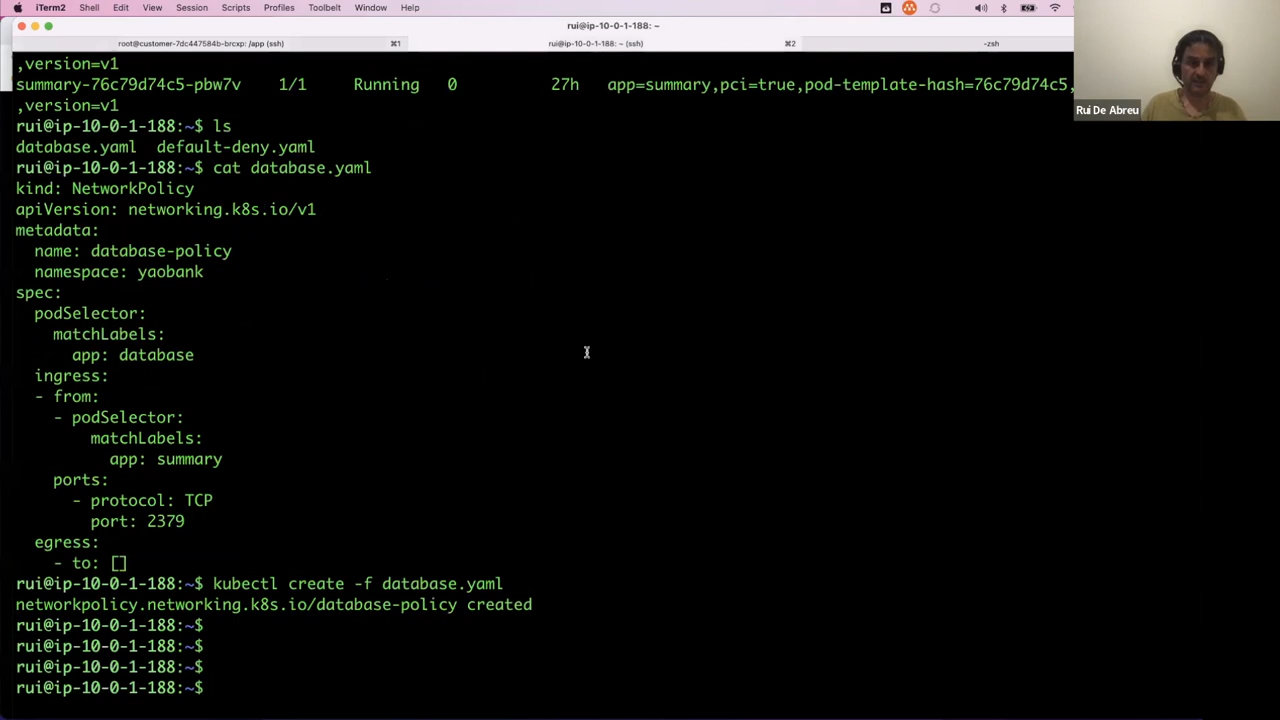 iTerm2 Shell Edit View Session Scripts Profiles Toolbelt Window Help
rui@ip-10-0-1-188: ~
root@customer-7dc447584b-brcxp: /app (ssh) ⌘1 rui@ip-10-0-1-188: ~ (ssh) ⌘2 -zsh
,version=v1
summary-76c79d74c5-pbw7v 1/1 Running 0 27h app=summary,pci=true,pod-template-hash=76c79d74c5,
,version=v1
rui@ip-10-0-1-188:~$ ls
database.yaml default-deny.yaml
rui@ip-10-0-1-188:~$ cat database.yaml
kind: NetworkPolicy
apiVersion: networking.k8s.io/v1
metadata:
  name: database-policy
  namespace: yaobank
spec:
  podSelector:
    matchLabels:
      app: database
  ingress:
  - from:
    - podSelector:
        matchLabels:
          app: summary
    ports:
      - protocol: TCP
        port: 2379
  egress:
    - to: []
rui@ip-10-0-1-188:~$ kubectl create -f database.yaml
networkpolicy.networking.k8s.io/database-policy created
rui@ip-10-0-1-188:~$
rui@ip-10-0-1-188:~$
rui@ip-10-0-1-188:~$
rui@ip-10-0-1-188:~$
Rui De Abreu